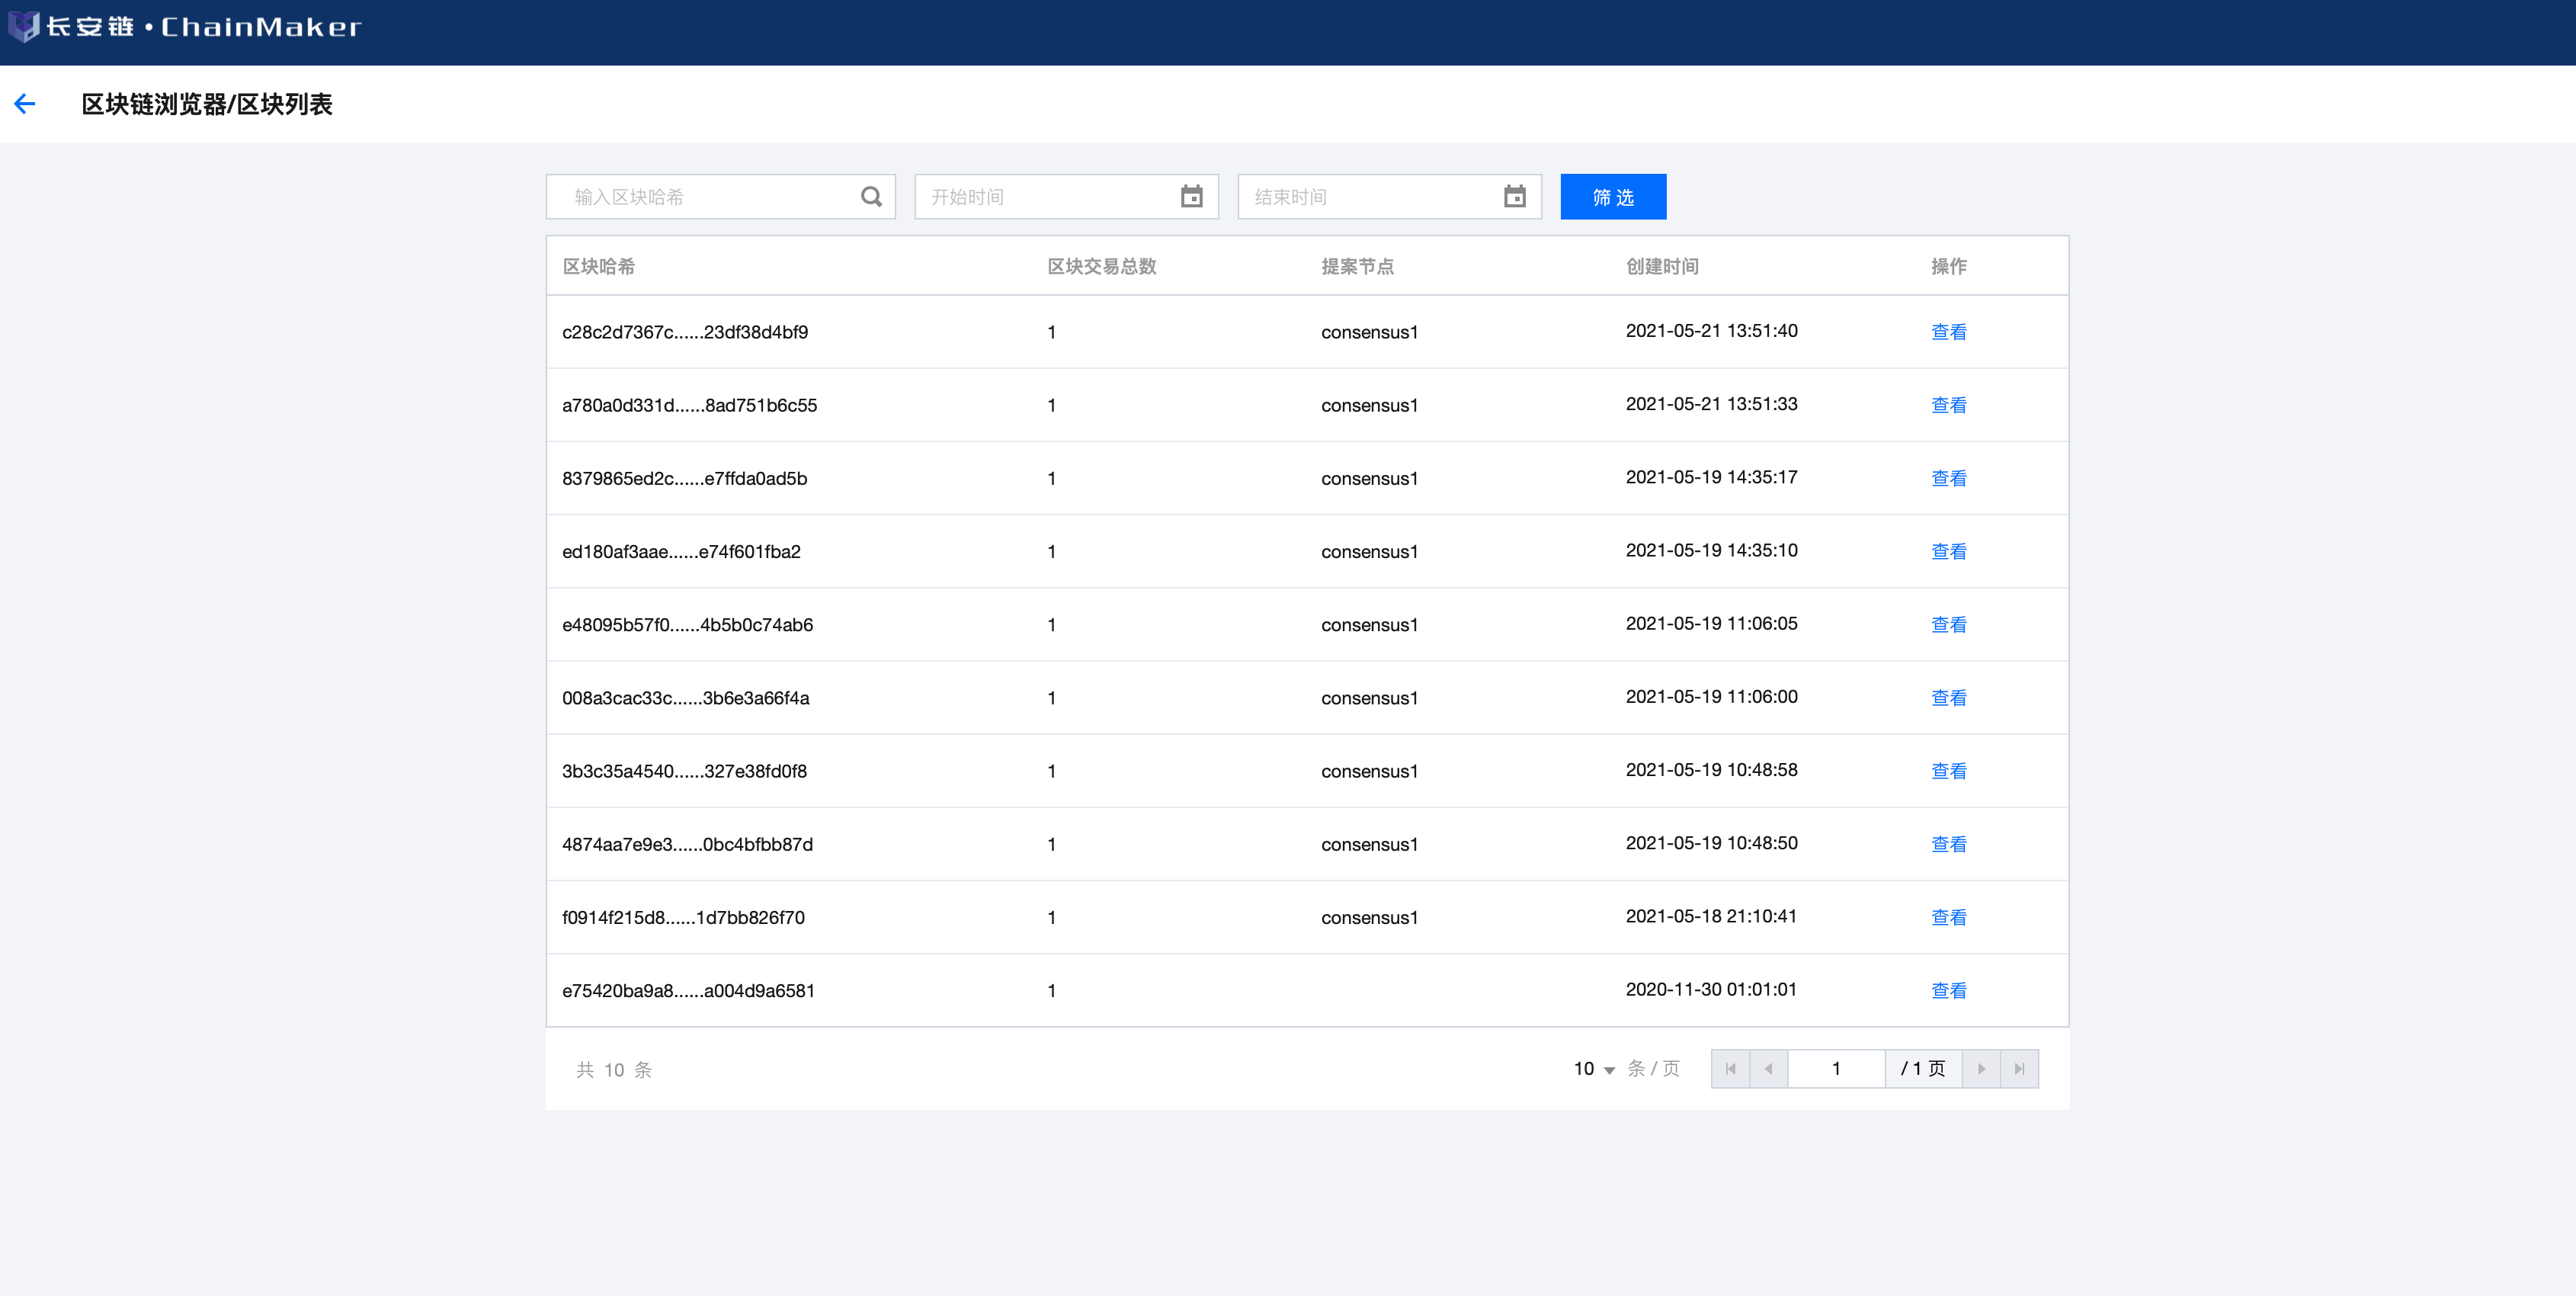 长安链·ChainMaker
区块链浏览器/区块列表
输入区块哈希 开始时间 结束时间 筛 选
区块哈希 区块交易总数 提案节点 创建时间 操作
c28c2d7367c......23df38d4bf9 1 consensus1 2021-05-21 13:51:40 查看
a780a0d331d......8ad751b6c55 1 consensus1 2021-05-21 13:51:33 查看
8379865ed2c......e7ffda0ad5b 1 consensus1 2021-05-19 14:35:17 查看
ed180af3aae......e74f601fba2 1 consensus1 2021-05-19 14:35:10 查看
e48095b57f0......4b5b0c74ab6 1 consensus1 2021-05-19 11:06:05 查看
008a3cac33c......3b6e3a66f4a 1 consensus1 2021-05-19 11:06:00 查看
3b3c35a4540......327e38fd0f8 1 consensus1 2021-05-19 10:48:58 查看
4874aa7e9e3......0bc4bfbb87d 1 consensus1 2021-05-19 10:48:50 查看
f0914f215d8......1d7bb826f70 1 consensus1 2021-05-18 21:10:41 查看
e75420ba9a8......a004d9a6581 1 2020-11-30 01:01:01 查看
共 10 条 10 条 / 页 1 / 1 页